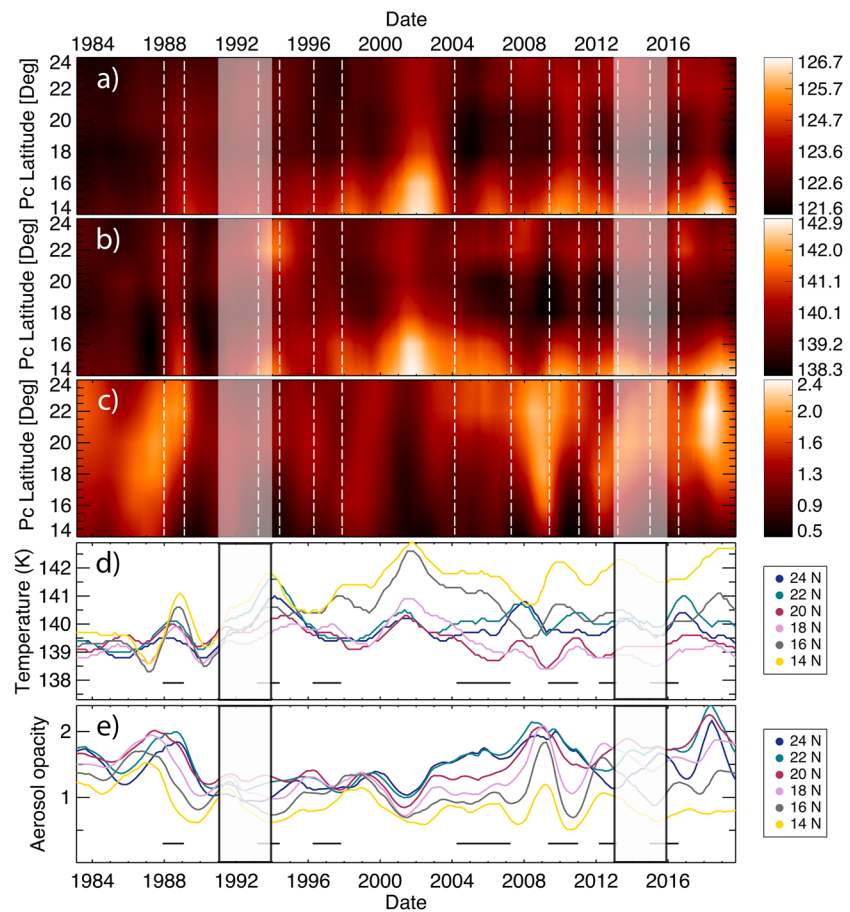 Date
1984 1988 1992 1996 2000 2004 2008 2012 2016
a)
Pc Latitude [Deg]
24
22
20
18
16
14
126.7
125.7
124.6
123.6
122.6
121.6
b)
Pc Latitude [Deg]
24
22
20
18
16
14
142.9
142.0
141.1
140.1
139.2
138.3
c)
Pc Latitude [Deg]
24
22
20
18
16
14
2.4
2.0
1.6
1.3
0.9
0.5
d)
Temperature (K)
142
141
140
139
138
24 N
22 N
20 N
18 N
16 N
14 N
e)
Aerosol opacity
2
1
24 N
22 N
20 N
18 N
16 N
14 N
1984 1988 1992 1996 2000 2004 2008 2012 2016
Date